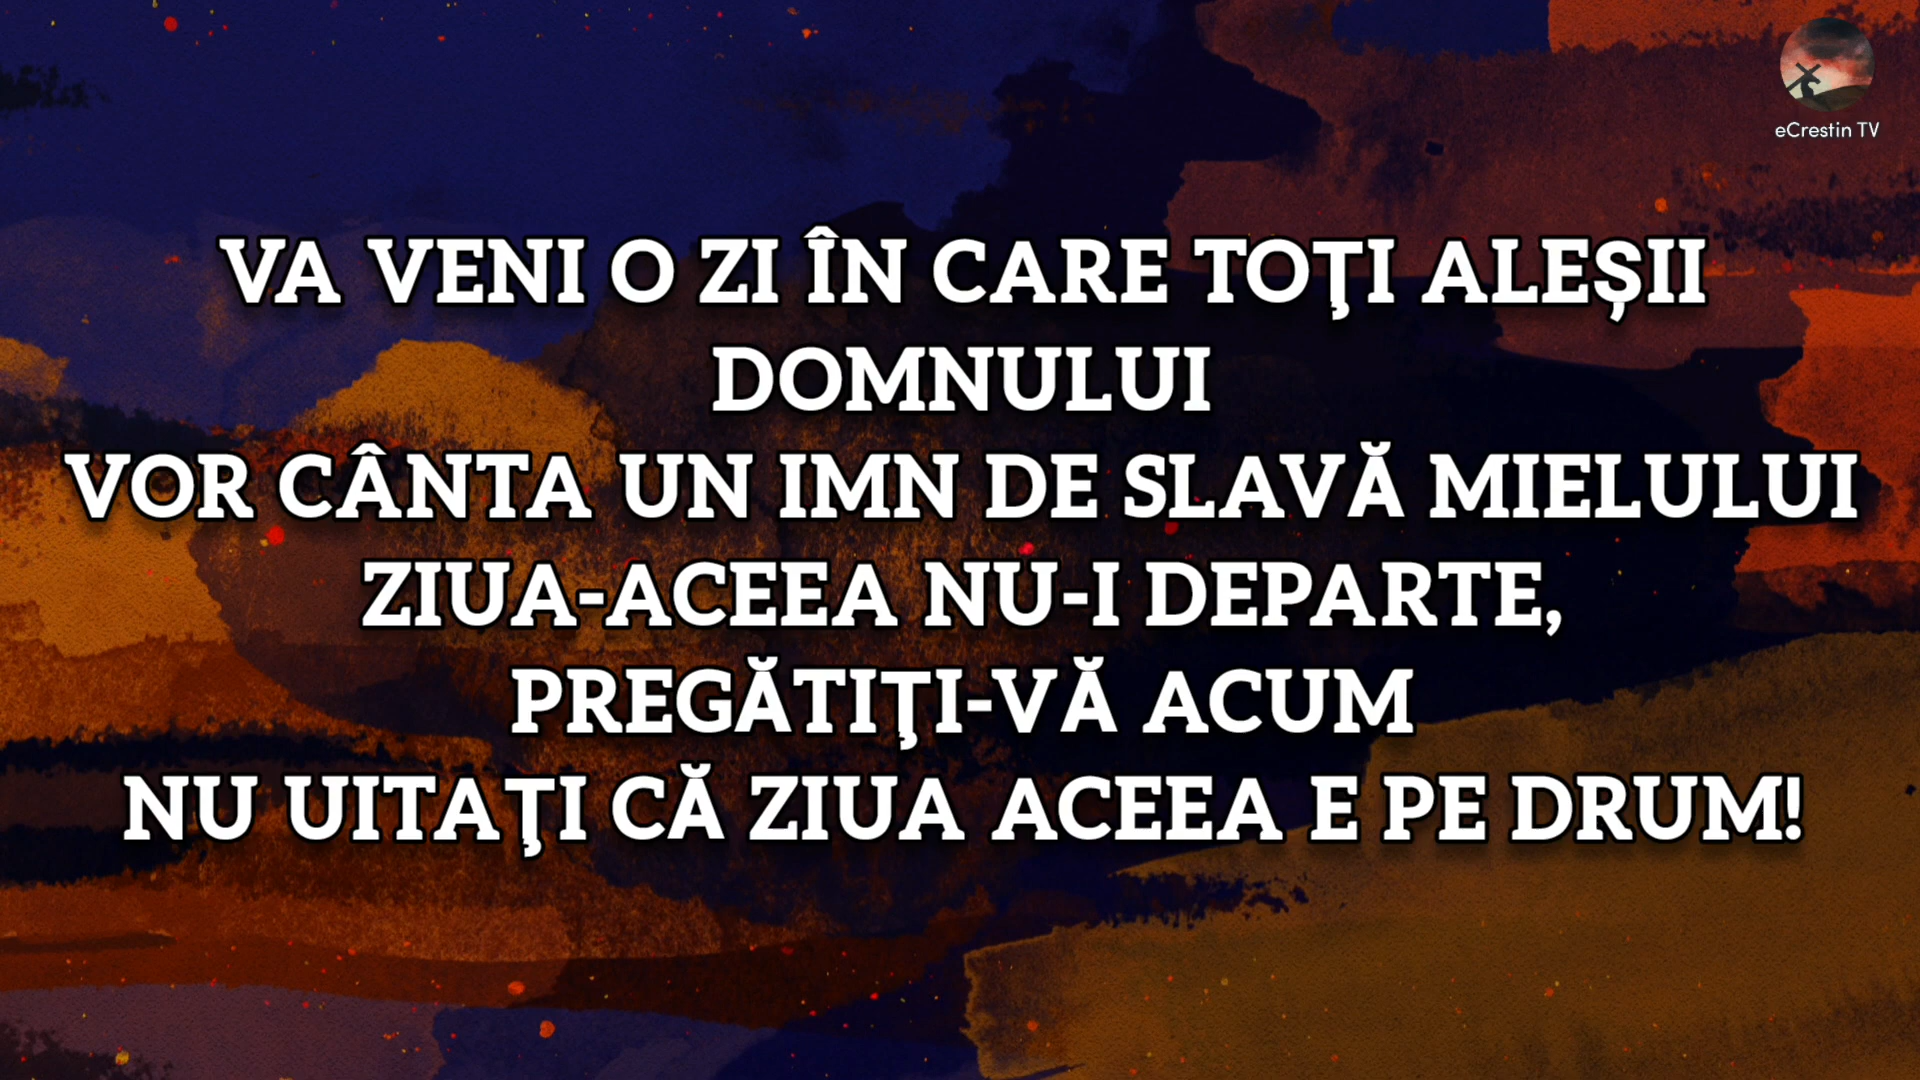 eCrestin TV
VA VENI O ZI ÎN CARE TOŢI ALEȘII
DOMNULUI
VOR CÂNTA UN IMN DE SLAVĂ MIELULUI
ZIUA-ACEEA NU-I DEPARTE,
PREGĂTIŢI-VĂ ACUM
NU UITAŢI CĂ ZIUA ACEEA E PE DRUM!